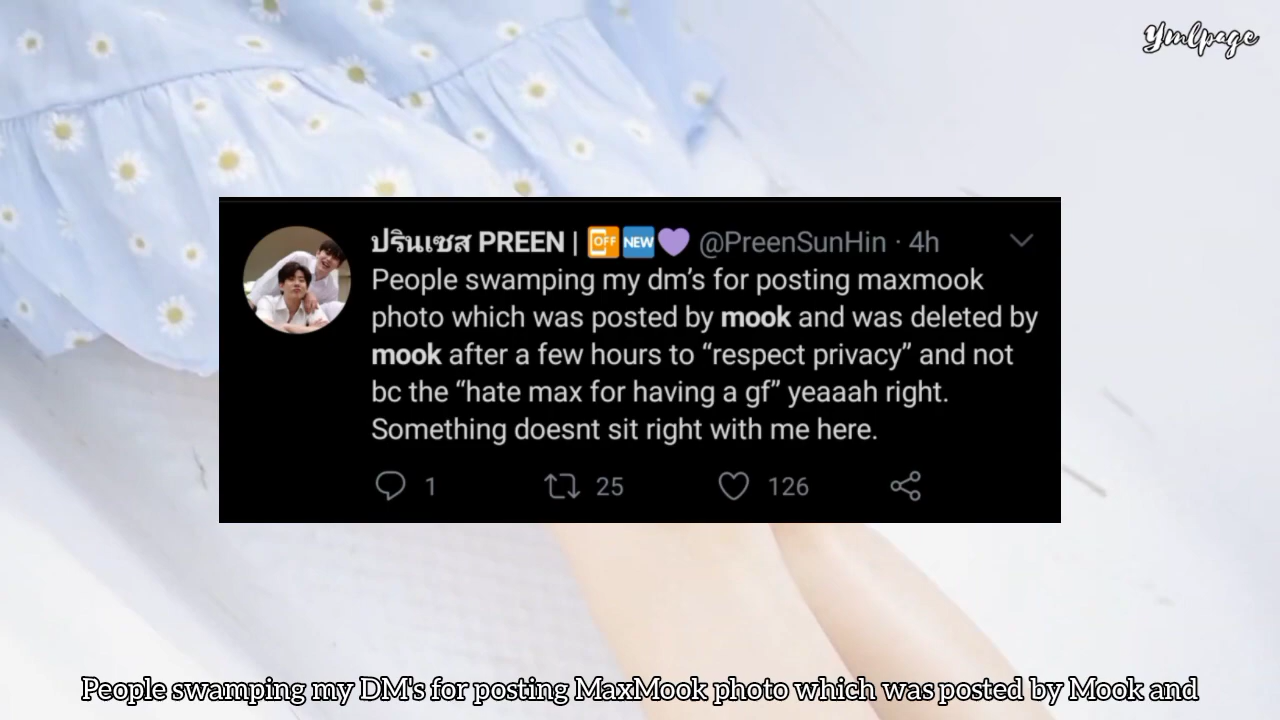 Ymlpage
ปรินเซส PREEN | OFF NEW 💜 @PreenSunHin · 4h
People swamping my dm’s for posting maxmook
photo which was posted by mook and was deleted by
mook after a few hours to “respect privacy” and not
bc the “hate max for having a gf” yeaaah right.
Something doesnt sit right with me here.
1 25 126
People swamping my DM's for posting MaxMook photo which was posted by Mook and